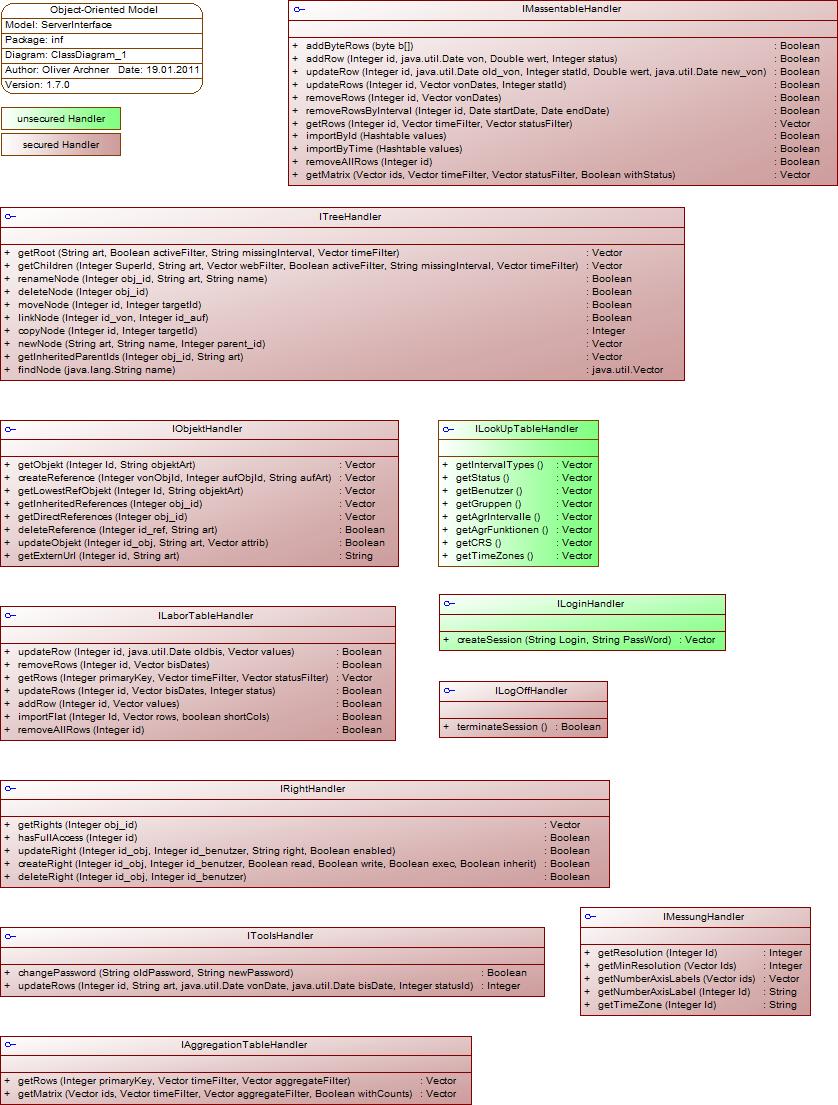 Object-Oriented Model
Model: ServerInterface
Package: inf
Diagram: ClassDiagram_1
Author: Oliver Archner Date: 19.01.2011
Version: 1.7.0
unsecured Handler
secured Handler
IMassentableHandler
+ addByteRows (byte b[]) : Boolean
+ addRow (Integer id, java.util.Date von, Double wert, Integer status) : Boolean
+ updateRow (Integer id, java.util.Date old_von, Integer statId, Double wert, java.util.Date new_von) : Boolean
+ updateRows (Integer id, Vector vonDates, Integer statId) : Boolean
+ removeRows (Integer id, Vector vonDates) : Boolean
+ removeRowsByInterval (Integer id, Date startDate, Date endDate) : Boolean
+ getRows (Integer id, Vector timeFilter, Vector statusFilter) : Vector
+ importById (Hashtable values) : Boolean
+ importByTime (Hashtable values) : Boolean
+ removeAllRows (Integer id) : Boolean
+ getMatrix (Vector ids, Vector timeFilter, Vector statusFilter, Boolean withStatus) : Vector
ITreeHandler
+ getRoot (String art, Boolean activeFilter, String missingInterval, Vector timeFilter) : Vector
+ getChildren (Integer SuperId, String art, Vector webFilter, Boolean activeFilter, String missingInterval, Vector timeFilter) : Vector
+ renameNode (Integer obj_id, String art, String name) : Boolean
+ deleteNode (Integer obj_id) : Boolean
+ moveNode (Integer id, Integer targetId) : Boolean
+ linkNode (Integer id_von, Integer id_auf) : Boolean
+ copyNode (Integer id, Integer targetId) : Integer
+ newNode (String art, String name, Integer parent_id) : Vector
+ getInheritedParentIds (Integer obj_id, String art) : Vector
+ findNode (java.lang.String name) : java.util.Vector
IObjektHandler
+ getObjekt (Integer Id, String objektArt) : Vector
+ createReference (Integer vonObjId, Integer aufObjId, String aufArt) : Vector
+ getLowestRefObjekt (Integer Id, String objektArt) : Vector
+ getInheritedReferences (Integer obj_id) : Vector
+ getDirectReferences (Integer obj_id) : Vector
+ deleteReference (Integer id_ref, String art) : Boolean
+ updateObjekt (Integer id_obj, String art, Vector attrib) : Boolean
+ getExternUrl (Integer id, String art) : String
ILookUpTableHandler
+ getIntervalTypes () : Vector
+ getStatus () : Vector
+ getBenutzer () : Vector
+ getGruppen () : Vector
+ getAgrIntervalle () : Vector
+ getAgrFunktionen () : Vector
+ getCRS () : Vector
+ getTimeZones () : Vector
ILoginHandler
+ createSession (String Login, String PassWord) : Vector
ILaborTableHandler
+ updateRow (Integer id, java.util.Date oldbis, Vector values) : Boolean
+ removeRows (Integer id, Vector bisDates) : Boolean
+ getRows (Integer primaryKey, Vector timeFilter, Vector statusFilter) : Vector
+ updateRows (Integer id, Vector bisDates, Integer status) : Boolean
+ addRow (Integer id, Vector values) : Boolean
+ importFlat (Integer Id, Vector rows, boolean shortCols) : Boolean
+ removeAllRows (Integer id) : Boolean
ILogOffHandler
+ terminateSession () : Boolean
IRightHandler
+ getRights (Integer obj_id) : Vector
+ hasFullAccess (Integer id) : Boolean
+ updateRight (Integer id_obj, Integer id_benutzer, String right, Boolean enabled) : Boolean
+ createRight (Integer id_obj, Integer id_benutzer, Boolean read, Boolean write, Boolean exec, Boolean inherit) : Boolean
+ deleteRight (Integer id_obj, Integer id_benutzer) : Boolean
IToolsHandler
+ changePassword (String oldPassword, String newPassword) : Boolean
+ updateRows (Integer id, String art, java.util.Date vonDate, java.util.Date bisDate, Integer statusId) : Integer
IMessungHandler
+ getResolution (Integer Id) : Integer
+ getMinResolution (Vector Ids) : Integer
+ getNumberAxisLabels (Vector ids) : Vector
+ getNumberAxisLabel (Integer Id) : String
+ getTimeZone (Integer Id) : String
IAggregationTableHandler
+ getRows (Integer primaryKey, Vector timeFilter, Vector aggregateFilter) : Vector
+ getMatrix (Vector ids, Vector timeFilter, Vector aggregateFilter, Boolean withCounts) : Vector